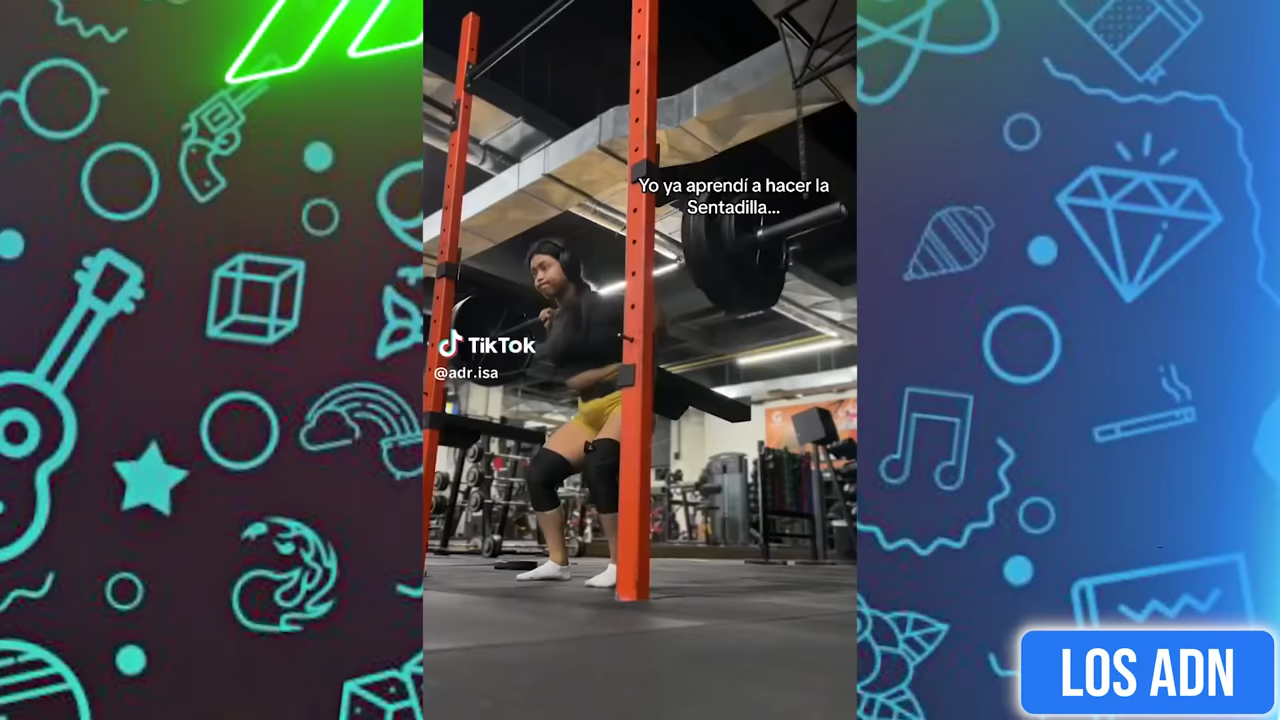 Yo ya aprendí a hacer la
Sentadilla...
TikTok
@adr.isa
LOS ADN